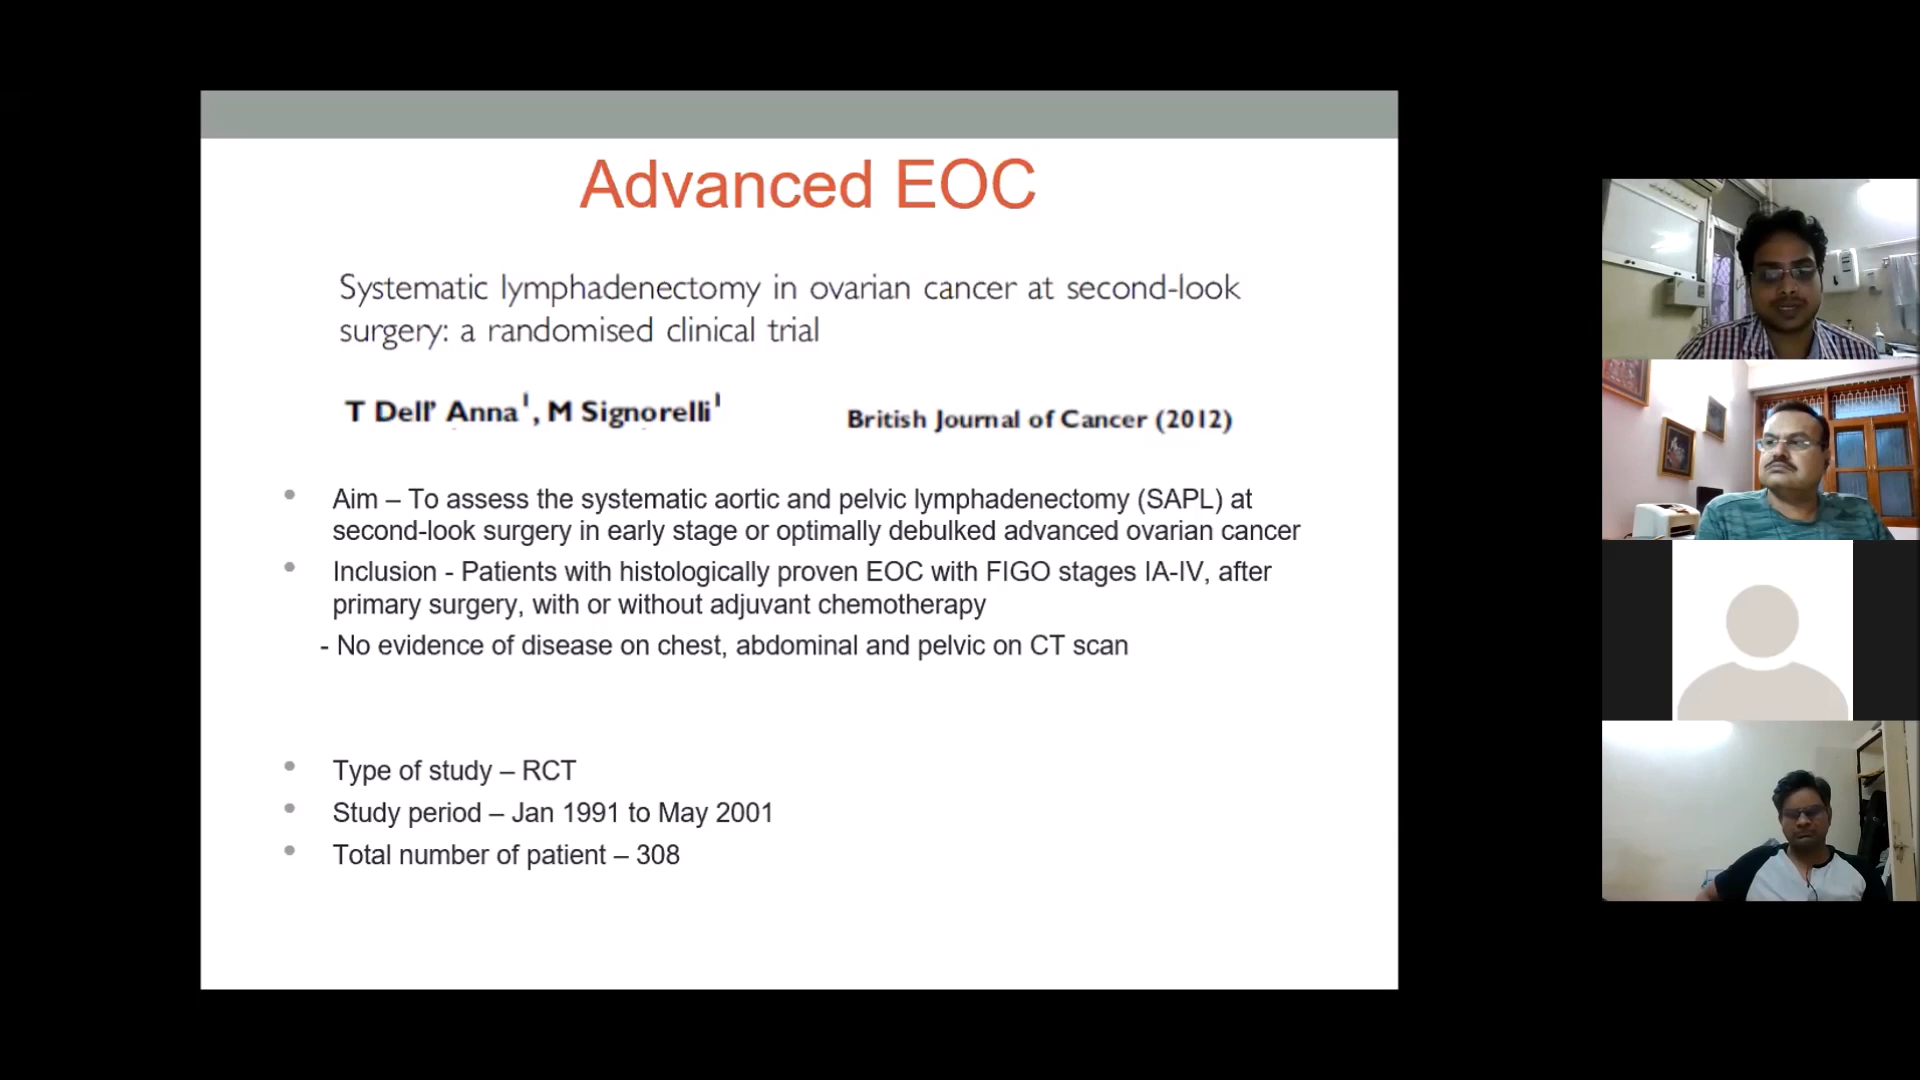 Advanced EOC
Systematic lymphadenectomy in ovarian cancer at second-look
surgery: a randomised clinical trial
T Dell' Anna¹, M Signorelli¹
British Journal of Cancer (2012)
• Aim – To assess the systematic aortic and pelvic lymphadenectomy (SAPL) at
second-look surgery in early stage or optimally debulked advanced ovarian cancer
• Inclusion - Patients with histologically proven EOC with FIGO stages IA-IV, after
primary surgery, with or without adjuvant chemotherapy
- No evidence of disease on chest, abdominal and pelvic on CT scan
• Type of study – RCT
• Study period – Jan 1991 to May 2001
• Total number of patient – 308